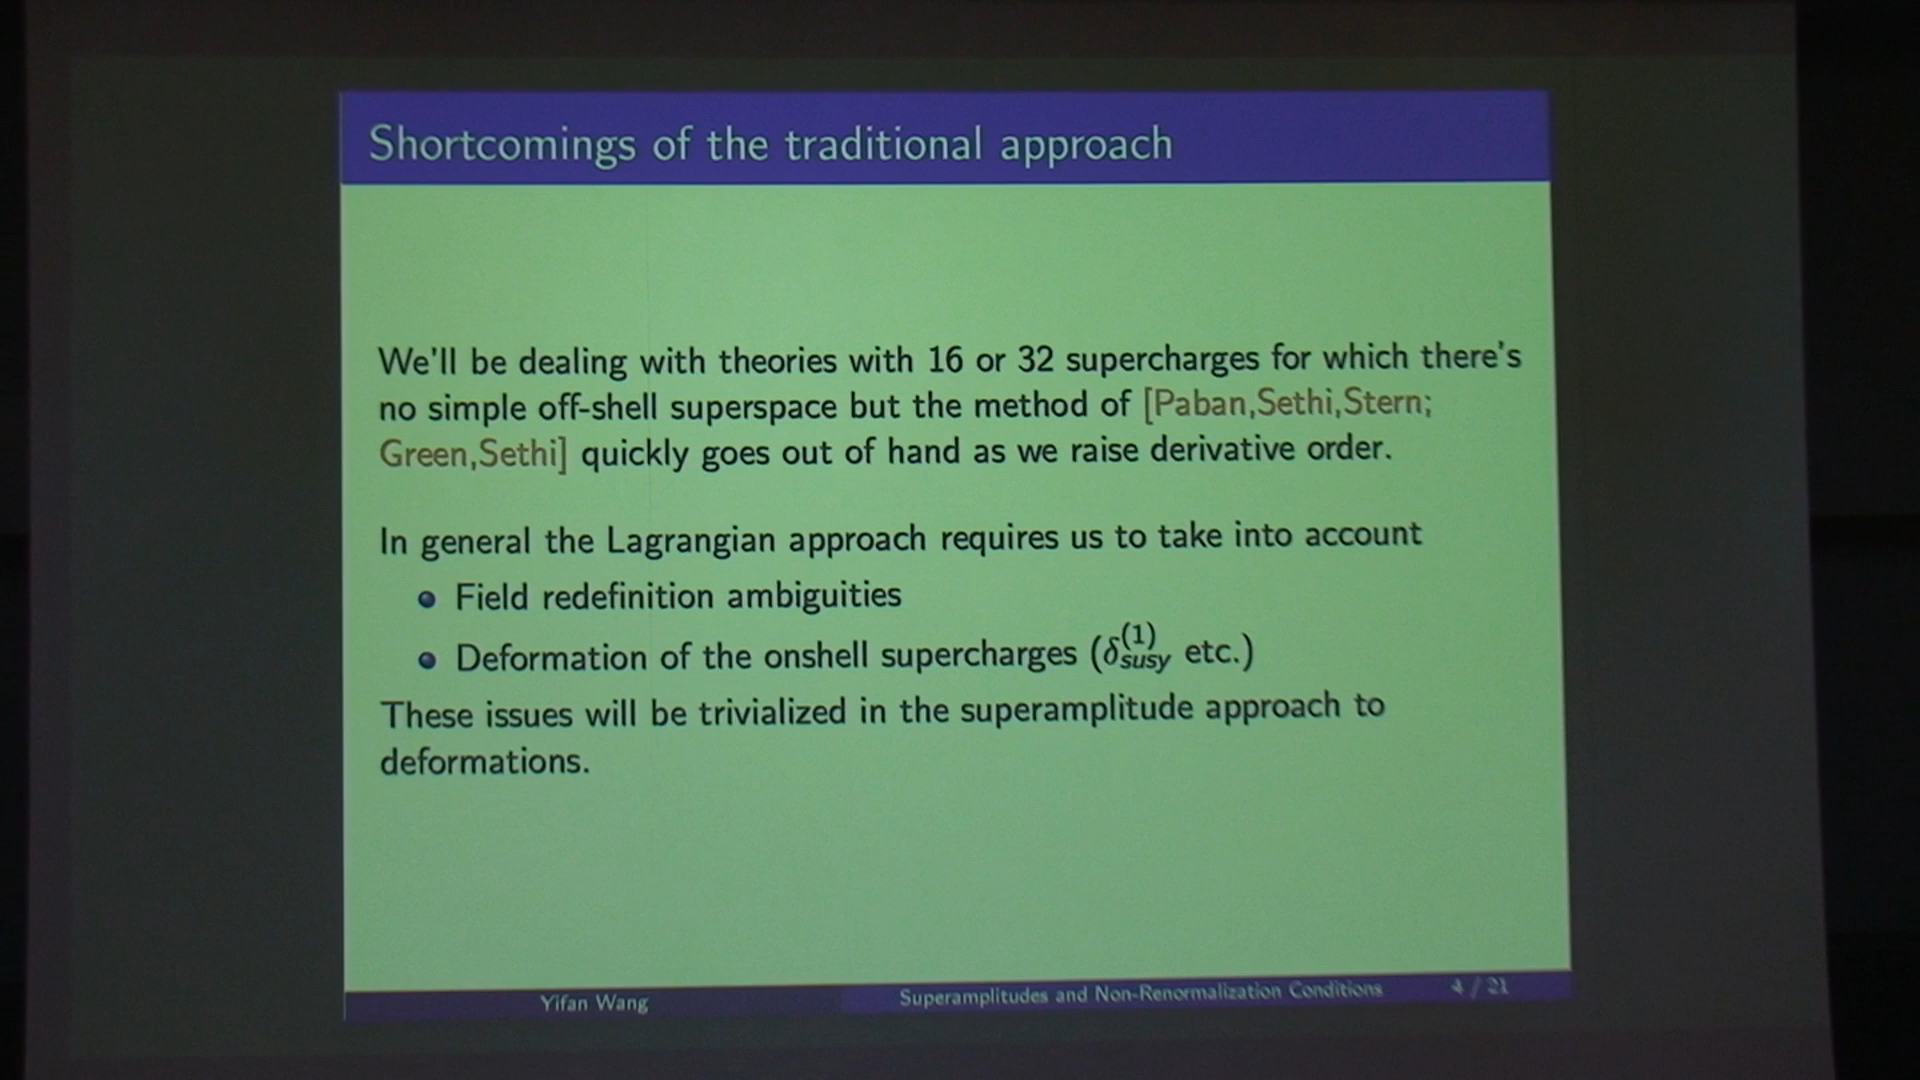 Shortcomings of the traditional approach
We'll be dealing with theories with 16 or 32 supercharges for which there's
no simple off-shell superspace but the method of [Paban,Sethi,Stern;
Green,Sethi] quickly goes out of hand as we raise derivative order.
In general the Lagrangian approach requires us to take into account
Field redefinition ambiguities
Deformation of the onshell supercharges (δ_susy^(1) etc.)
These issues will be trivialized in the superamplitude approach to
deformations.
Yifan Wang Superamplitudes and Non-Renormalization Conditions 4 / 21